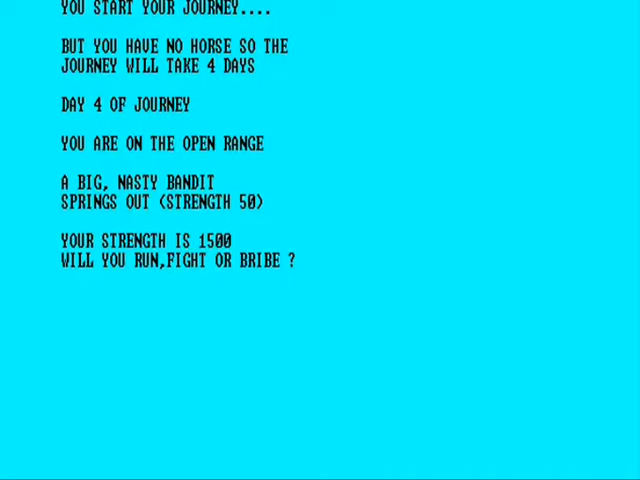 YOU START YOUR JOURNEY....
BUT YOU HAVE NO HORSE SO THE
JOURNEY WILL TAKE 4 DAYS
DAY 4 OF JOURNEY
YOU ARE ON THE OPEN RANGE
A BIG, NASTY BANDIT
SPRINGS OUT (STRENGTH 50)
YOUR STRENGTH IS 1500
WILL YOU RUN,FIGHT OR BRIBE ?